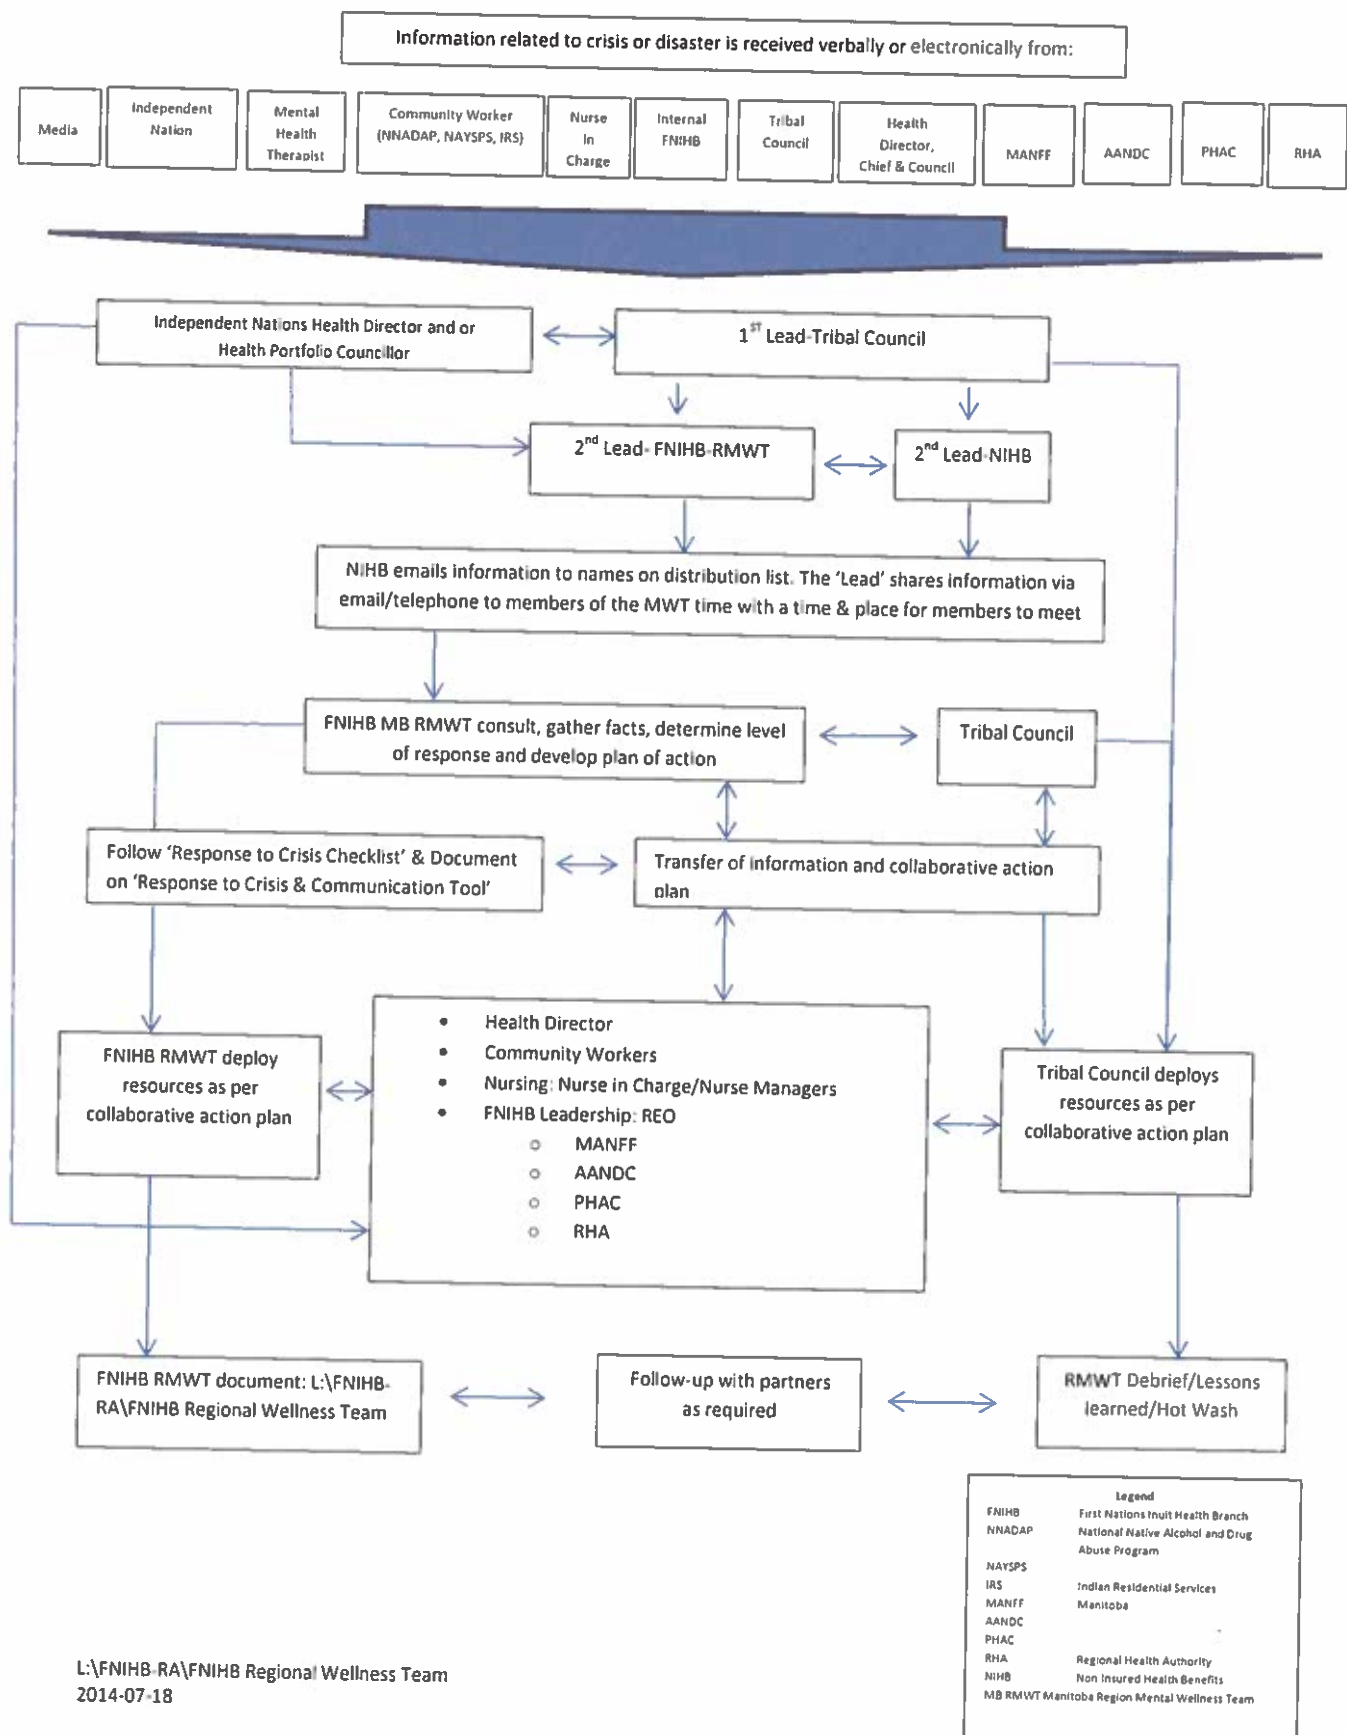 Information related to crisis or disaster is received verbally or electronically from:
Media
Independent
Nation
Mental
Health
Therapist
Community Worker
(NNADAP, NAYSPS, IRS)
Nurse
In
Charge
Internal
FNIHB
Tribal
Council
Health
Director,
Chief & Council
MANFF
AANDC
PHAC
RHA
Independent Nations Health Director and or
Health Portfolio Councillor
1ST Lead-Tribal Council
2nd Lead- FNIHB-RMWT
2nd Lead-NIHB
NIHB emails information to names on distribution list. The 'Lead' shares information via
email/telephone to members of the MWT time with a time & place for members to meet
FNIHB MB RMWT consult, gather facts, determine level
of response and develop plan of action
Tribal Council
Follow 'Response to Crisis Checklist' & Document
on 'Response to Crisis & Communication Tool'
Transfer of information and collaborative action
plan
FNIHB RMWT deploy
resources as per
collaborative action plan
• Health Director
• Community Workers
• Nursing: Nurse in Charge/Nurse Managers
• FNIHB Leadership: REO
o MANFF
o AANDC
o PHAC
o RHA
Tribal Council deploys
resources as per
collaborative action plan
FNIHB RMWT document: L:\FNIHB-
RA\FNIHB Regional Wellness Team
Follow-up with partners
as required
RMWT Debrief/Lessons
learned/Hot Wash
Legend
FNIHB First Nations Inuit Health Branch
NNADAP National Native Alcohol and Drug
Abuse Program
NAYSPS
IRS Indian Residential Services
MANFF Manitoba
AANDC
PHAC
RHA Regional Health Authority
NIHB Non Insured Health Benefits
MB RMWT Manitoba Region Mental Wellness Team
L:\FNIHB-RA\FNIHB Regional Wellness Team
2014-07-18